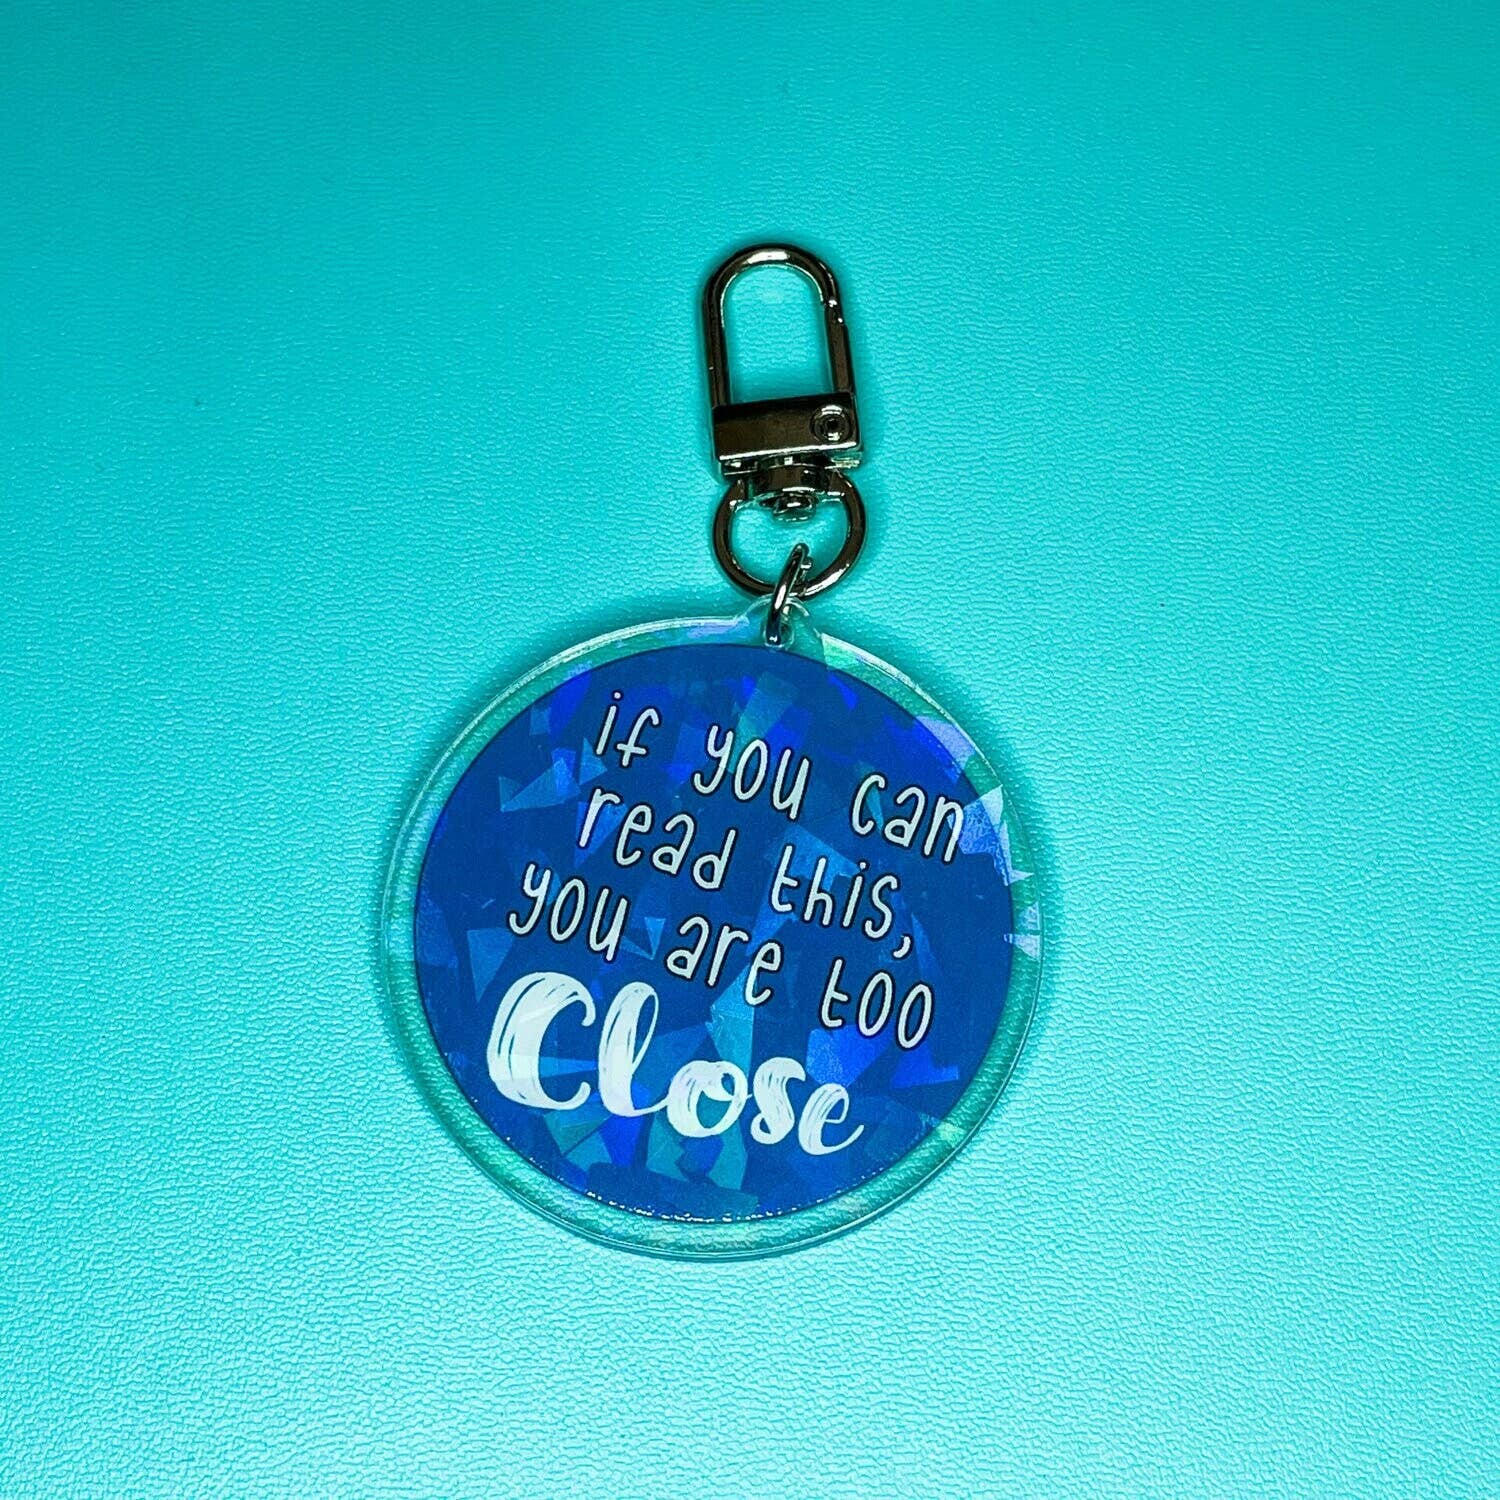 if you can
read this,
you are too
Close